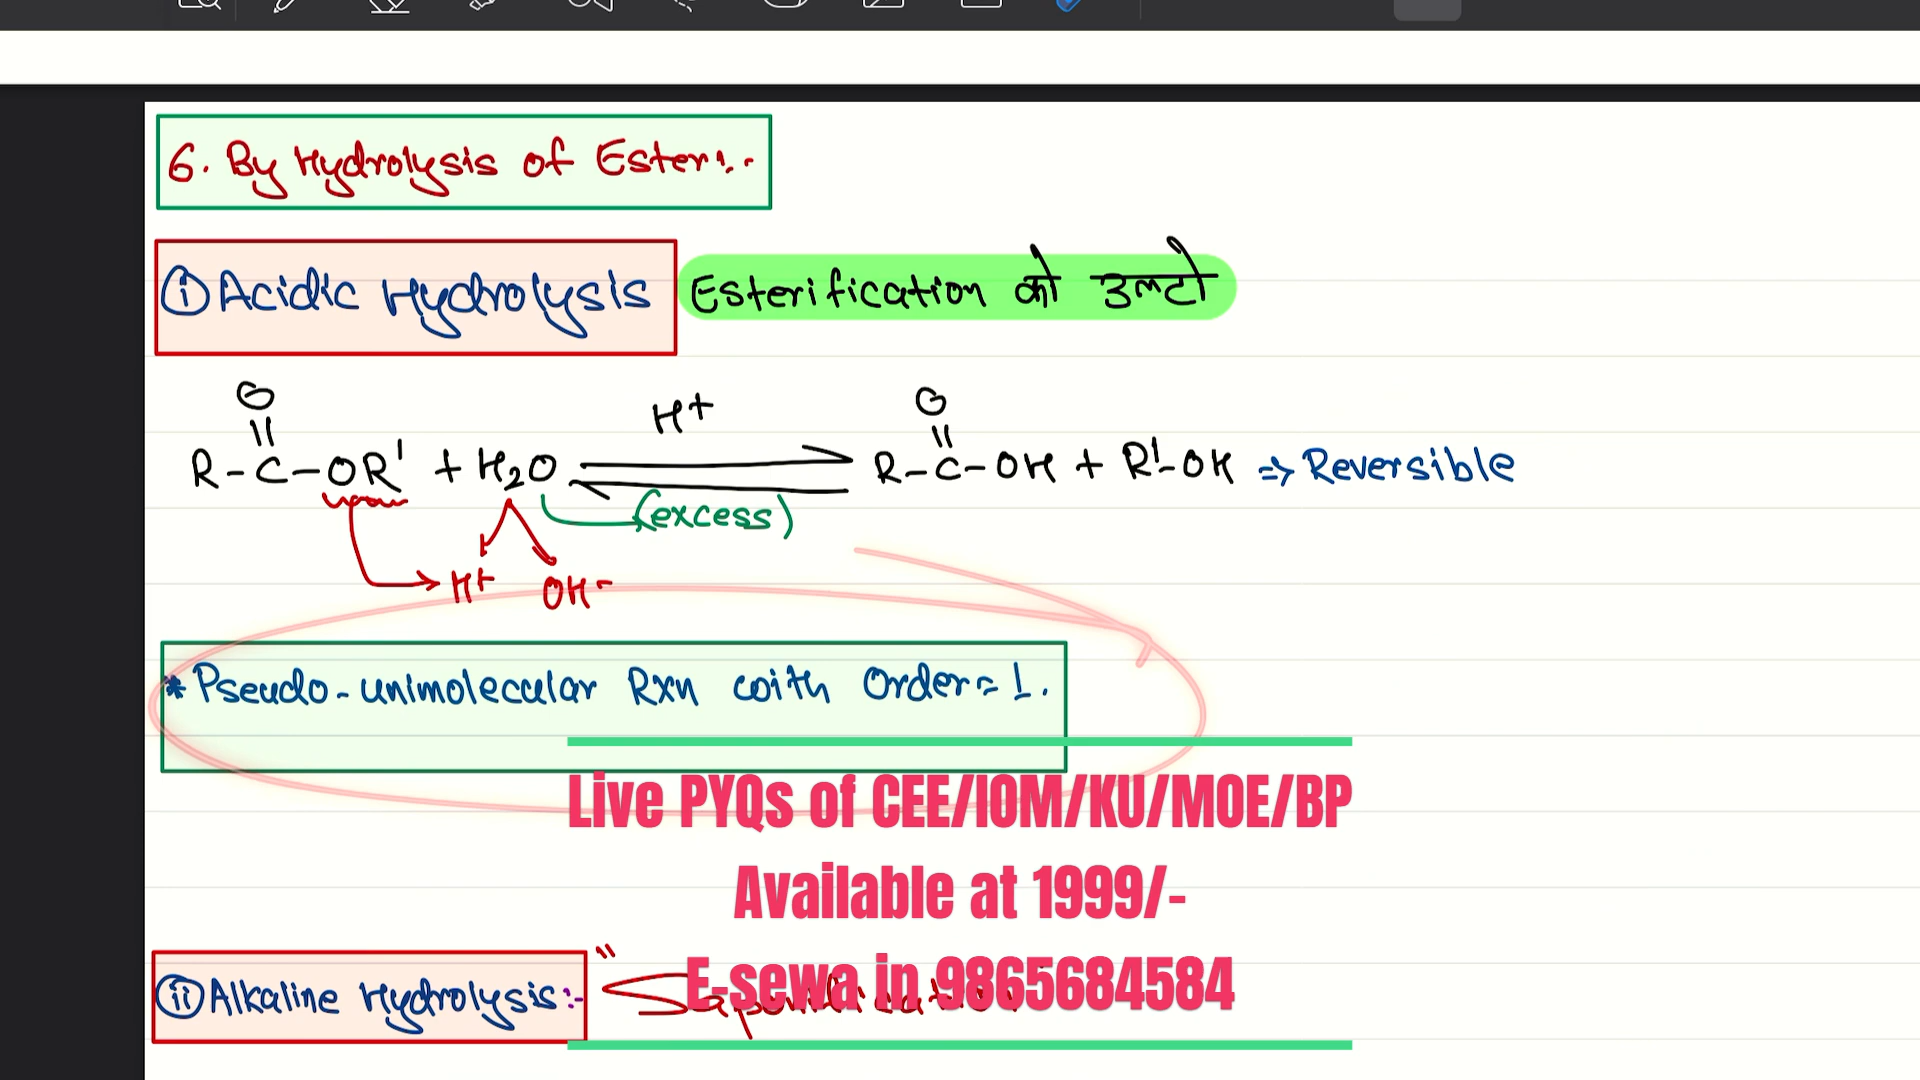 6. By Hydrolysis of Ester:-
(i) Acidic Hydrolysis Esterification को उल्टो
O O
|| H+ ||
R-C-OR' + H2O ⇌ R-C-OH + R'-OH ⇒ Reversible
(excess)
H+ OH-
* Pseudo-unimolecular Rxn with Order = 1.
Live PYQs of CEE/IOM/KU/MOE/BP
Available at 1999/-
E-sewa in 9865684584
(ii) Alkaline Hydrolysis:- "Saponification